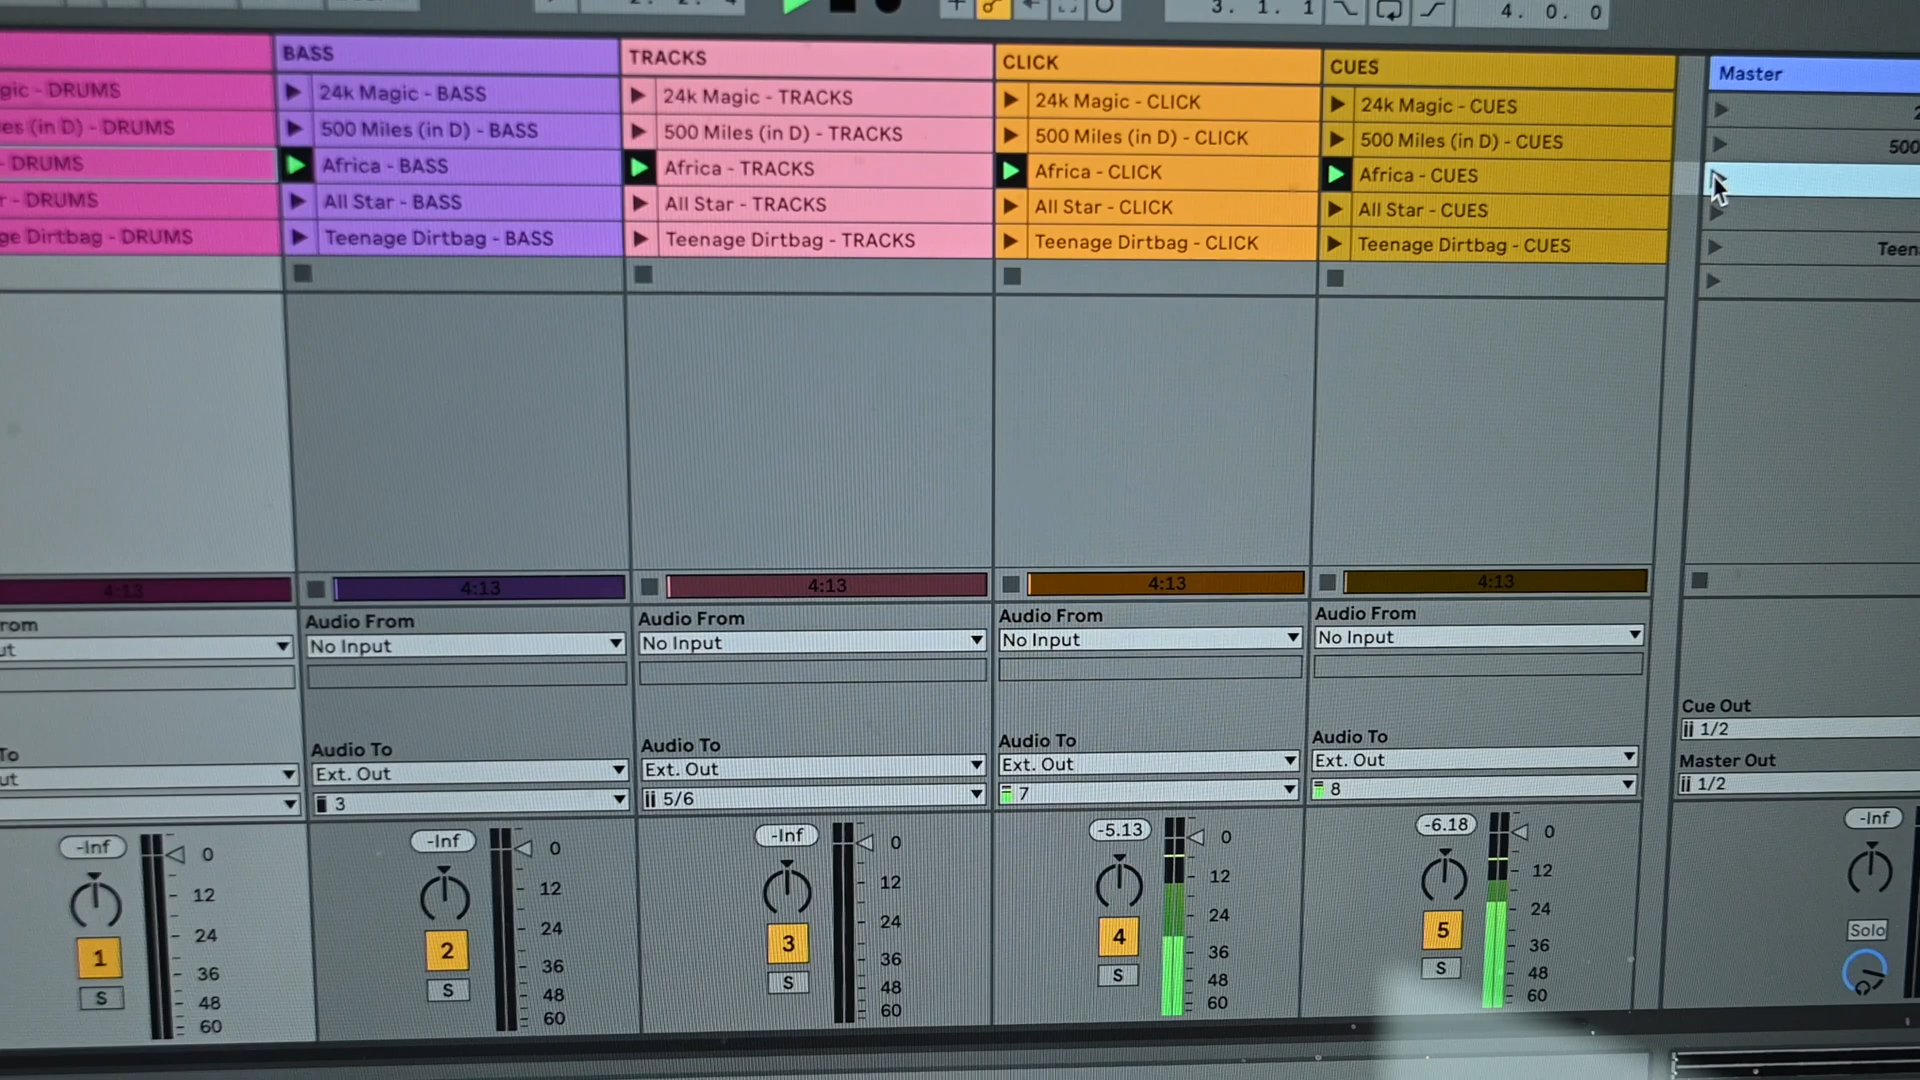 3. 1. 1 4. 0. 0
BASS TRACKS CLICK CUES Master
gic - DRUMS 24k Magic - BASS 24k Magic - TRACKS 24k Magic - CLICK 24k Magic - CUES 2
es (in D) - DRUMS 500 Miles (in D) - BASS 500 Miles (in D) - TRACKS 500 Miles (in D) - CLICK 500 Miles (in D) - CUES 500
- DRUMS Africa - BASS Africa - TRACKS Africa - CLICK Africa - CUES
r - DRUMS All Star - BASS All Star - TRACKS All Star - CLICK All Star - CUES
ge Dirtbag - DRUMS Teenage Dirtbag - BASS Teenage Dirtbag - TRACKS Teenage Dirtbag - CLICK Teenage Dirtbag - CUES Teen
4:13 4:13 4:13 4:13 4:13
rom Audio From Audio From Audio From Audio From
ut No Input No Input No Input No Input
Cue Out
1/2
To Audio To Audio To Audio To Audio To
Master Out
ut Ext. Out Ext. Out Ext. Out Ext. Out
1/2
3 5/6 7 8
-Inf -Inf -Inf -5.13 -6.18 -Inf
0 0 0 0 0
12 12 12 12 12
24 24 24 24 24
1 2 3 4 5 Solo
36 36 36 36 36
S S S S S
48 48 48 48 48
60 60 60 60 60